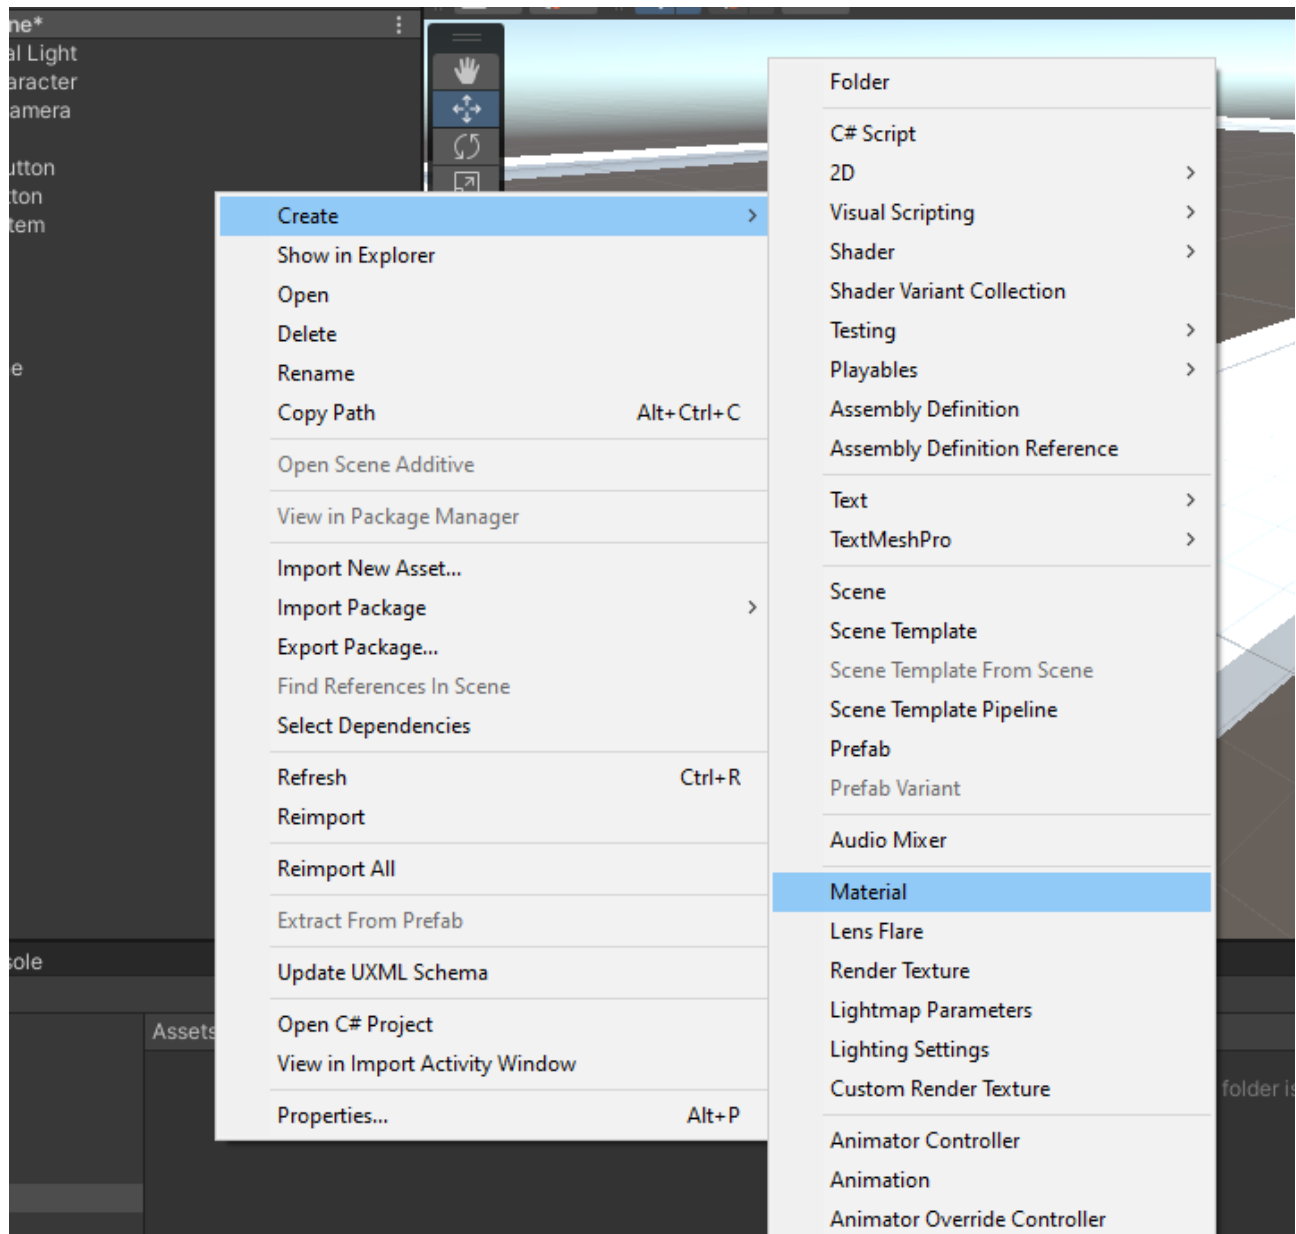 ne*
al Light
aracter
amera
utton
ton
tem
e
sole
Assets
Create
Show in Explorer
Open
Delete
Rename
Copy Path Alt+Ctrl+C
Open Scene Additive
View in Package Manager
Import New Asset...
Import Package
Export Package...
Find References In Scene
Select Dependencies
Refresh Ctrl+R
Reimport
Reimport All
Extract From Prefab
Update UXML Schema
Open C# Project
View in Import Activity Window
Properties... Alt+P
Folder
C# Script
2D
Visual Scripting
Shader
Shader Variant Collection
Testing
Playables
Assembly Definition
Assembly Definition Reference
Text
TextMeshPro
Scene
Scene Template
Scene Template From Scene
Scene Template Pipeline
Prefab
Prefab Variant
Audio Mixer
Material
Lens Flare
Render Texture
Lightmap Parameters
Lighting Settings
Custom Render Texture
Animator Controller
Animation
Animator Override Controller
folder is